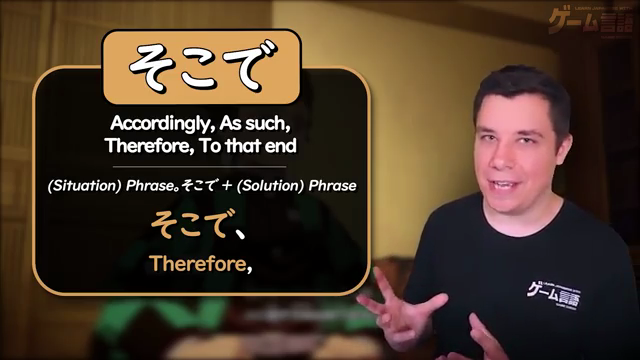 ゲーム言語
そこで
Accordingly, As such,
Therefore, To that end
(Situation) Phrase。そこで + (Solution) Phrase
そこで、
Therefore,
ゲーム言語